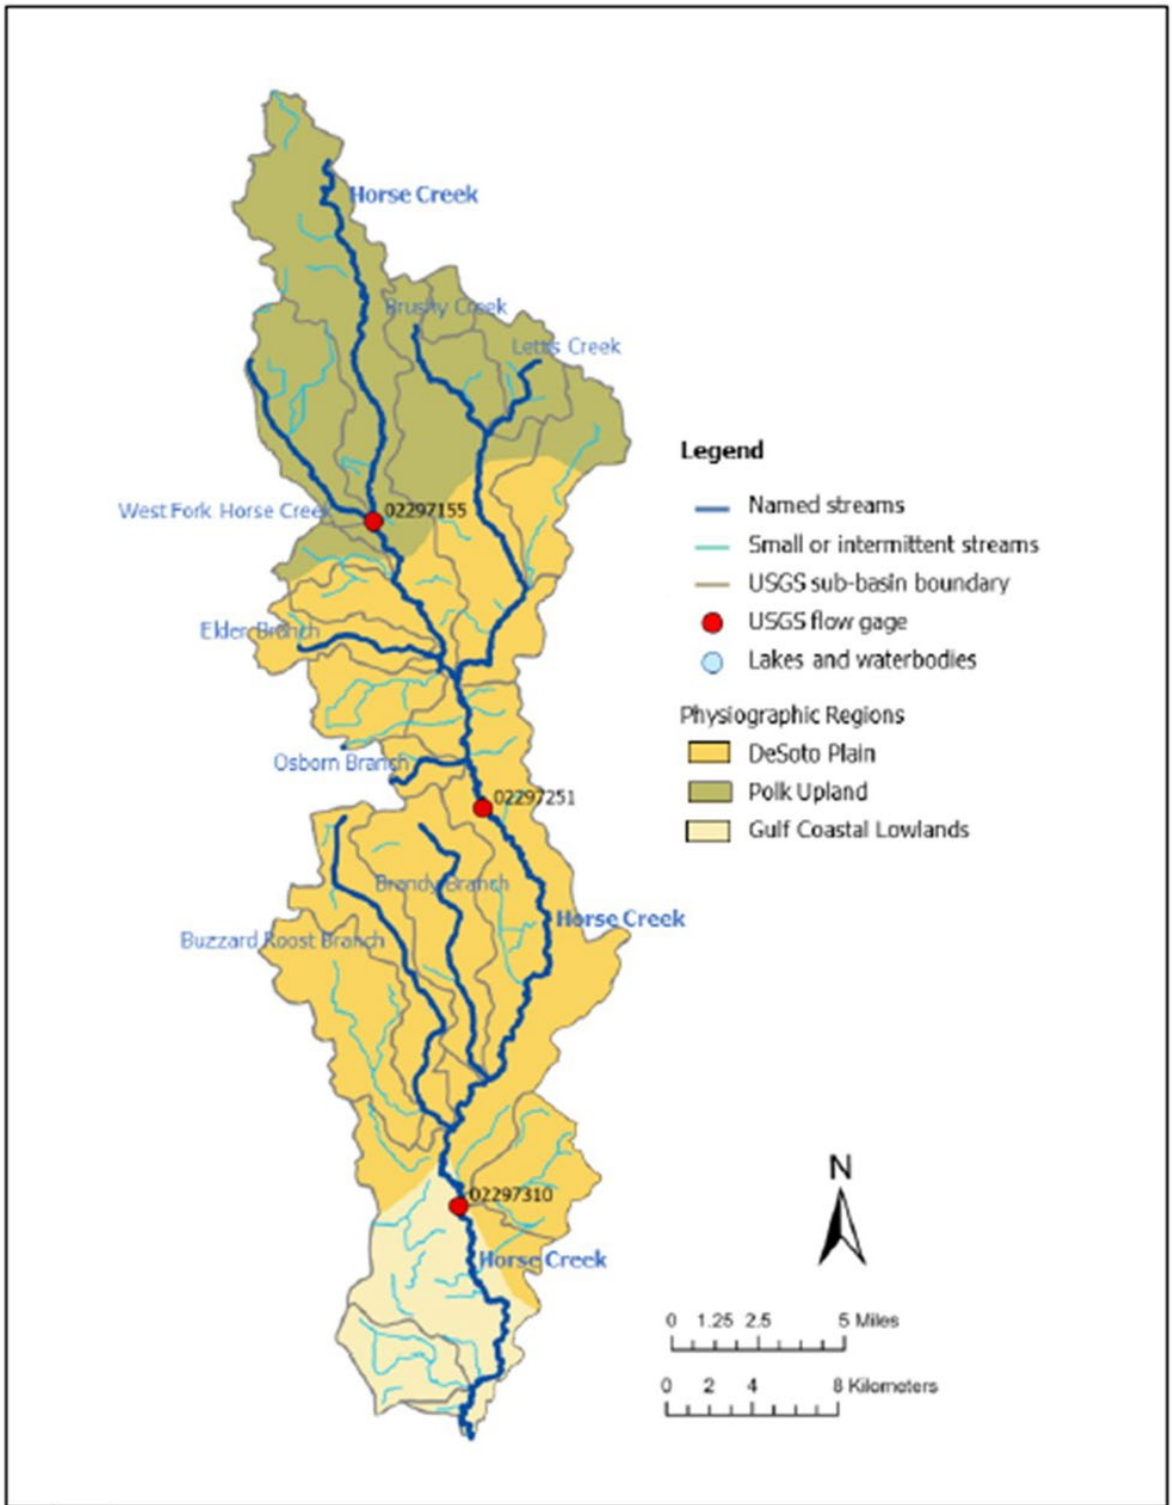 Horse Creek
Brushy Creek
Letts Creek
West Fork Horse Creek
02297155
Elder Branch
Osborn Branch
02297251
Brandy Branch
Horse Creek
Buzzard Roost Branch
02297310
Horse Creek
Legend
Named streams
Small or intermittent streams
USGS sub-basin boundary
USGS flow gage
Lakes and waterbodies
Physiographic Regions
DeSoto Plain
Polk Upland
Gulf Coastal Lowlands
N
0 1.25 2.5 5 Miles
0 2 4 8 Kilometers